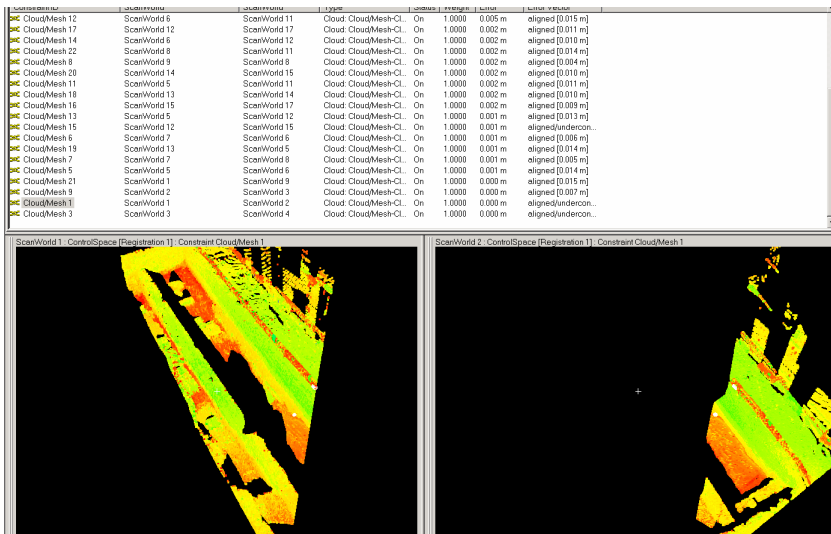 ConstraintID ScanWorld ScanWorld Type Status Weight Error Error Vector
Cloud/Mesh 12 ScanWorld 6 ScanWorld 11 Cloud: Cloud/Mesh-Cl... On 1.0000 0.005 m aligned [0.015 m]
Cloud/Mesh 17 ScanWorld 12 ScanWorld 17 Cloud: Cloud/Mesh-Cl... On 1.0000 0.002 m aligned [0.011 m]
Cloud/Mesh 14 ScanWorld 6 ScanWorld 12 Cloud: Cloud/Mesh-Cl... On 1.0000 0.002 m aligned [0.010 m]
Cloud/Mesh 22 ScanWorld 8 ScanWorld 11 Cloud: Cloud/Mesh-Cl... On 1.0000 0.002 m aligned [0.014 m]
Cloud/Mesh 8 ScanWorld 9 ScanWorld 8 Cloud: Cloud/Mesh-Cl... On 1.0000 0.002 m aligned [0.004 m]
Cloud/Mesh 20 ScanWorld 14 ScanWorld 15 Cloud: Cloud/Mesh-Cl... On 1.0000 0.002 m aligned [0.010 m]
Cloud/Mesh 11 ScanWorld 5 ScanWorld 11 Cloud: Cloud/Mesh-Cl... On 1.0000 0.002 m aligned [0.011 m]
Cloud/Mesh 18 ScanWorld 13 ScanWorld 14 Cloud: Cloud/Mesh-Cl... On 1.0000 0.002 m aligned [0.010 m]
Cloud/Mesh 16 ScanWorld 15 ScanWorld 17 Cloud: Cloud/Mesh-Cl... On 1.0000 0.002 m aligned [0.009 m]
Cloud/Mesh 13 ScanWorld 5 ScanWorld 12 Cloud: Cloud/Mesh-Cl... On 1.0000 0.001 m aligned [0.013 m]
Cloud/Mesh 15 ScanWorld 12 ScanWorld 15 Cloud: Cloud/Mesh-Cl... On 1.0000 0.001 m aligned/undercon...
Cloud/Mesh 6 ScanWorld 7 ScanWorld 6 Cloud: Cloud/Mesh-Cl... On 1.0000 0.001 m aligned [0.006 m]
Cloud/Mesh 19 ScanWorld 13 ScanWorld 5 Cloud: Cloud/Mesh-Cl... On 1.0000 0.001 m aligned [0.014 m]
Cloud/Mesh 7 ScanWorld 7 ScanWorld 8 Cloud: Cloud/Mesh-Cl... On 1.0000 0.001 m aligned [0.005 m]
Cloud/Mesh 5 ScanWorld 5 ScanWorld 6 Cloud: Cloud/Mesh-Cl... On 1.0000 0.001 m aligned [0.014 m]
Cloud/Mesh 21 ScanWorld 1 ScanWorld 9 Cloud: Cloud/Mesh-Cl... On 1.0000 0.000 m aligned [0.015 m]
Cloud/Mesh 9 ScanWorld 2 ScanWorld 3 Cloud: Cloud/Mesh-Cl... On 1.0000 0.000 m aligned [0.007 m]
Cloud/Mesh 1 ScanWorld 1 ScanWorld 2 Cloud: Cloud/Mesh-Cl... On 1.0000 0.000 m aligned/undercon...
Cloud/Mesh 3 ScanWorld 3 ScanWorld 4 Cloud: Cloud/Mesh-Cl... On 1.0000 0.000 m aligned/undercon...
ScanWorld 1 : ControlSpace [Registration 1] : Constraint Cloud/Mesh 1
ScanWorld 2 : ControlSpace [Registration 1] : Constraint Cloud/Mesh 1